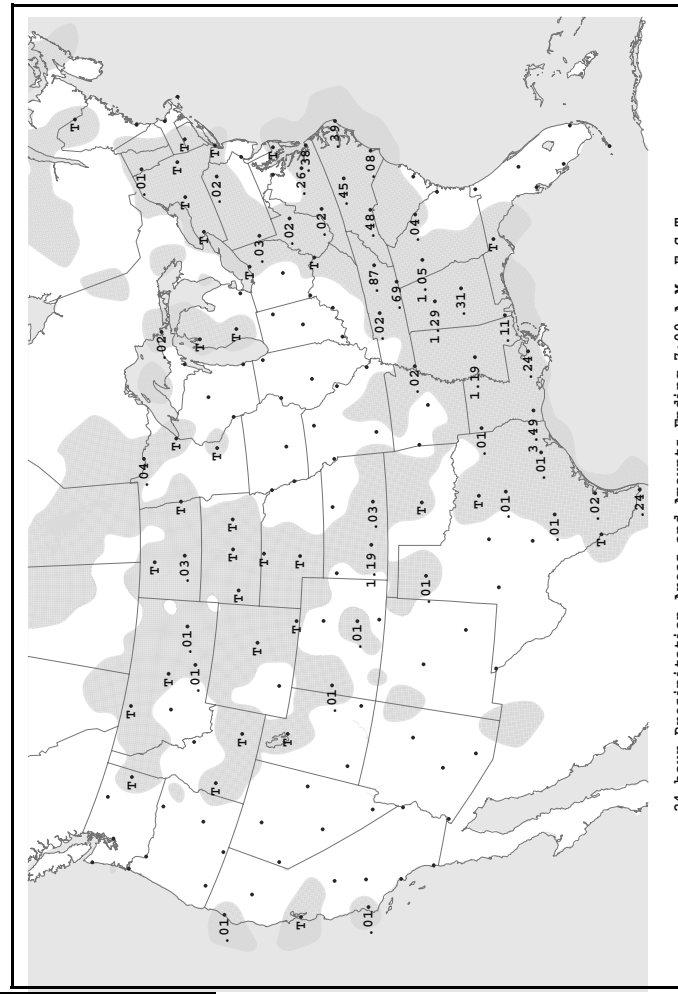 T
T T
.04 .01
T .02
T T T
.01 .03 T T T
.01 T T
T T .02 T
.01
T T T T T
T T T .03 T
T T T T .02 .26 .38
T .02
.01 .39
.45
.01
.01 1.19 .03 .87 .48 .08
.02 .69
.02 .04
.01 T 1.05
1.29 .31
T .01 1.19 T
.01 .11
.01 .01 3.49 .24
T .02
.24
24-hour Precipitation Areas and Amounts Ending 7:00 A.M. E.S.T.